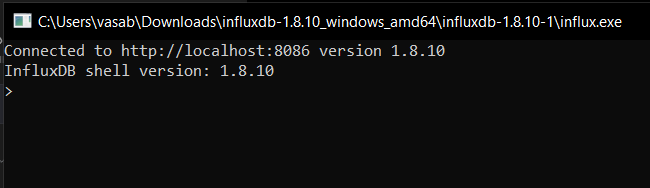 C:\Users\vasab\Downloads\influxdb-1.8.10_windows_amd64\influxdb-1.8.10-1\influx.exe
Connected to http://localhost:8086 version 1.8.10
InfluxDB shell version: 1.8.10
>